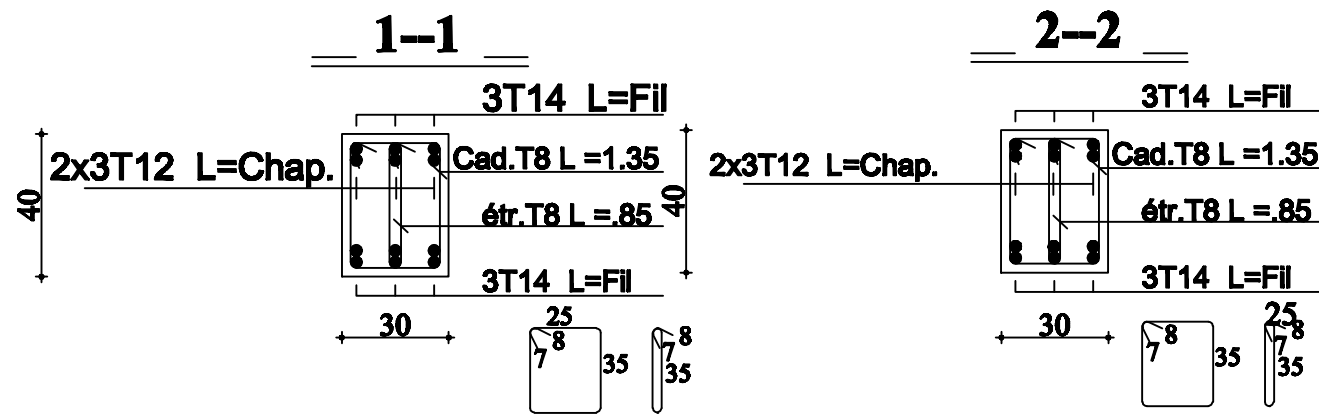 1--1
3T14 L=Fil
2x3T12 L=Chap.
Cad.T8 L =1.35
40
étr.T8 L =.85
3T14 L=Fil
30
25
8
7
35
8
7
35
2--2
3T14 L=Fil
2x3T12 L=Chap.
Cad.T8 L =1.35
40
étr.T8 L =.85
3T14 L=Fil
30
25
8
7
35
8
7
35